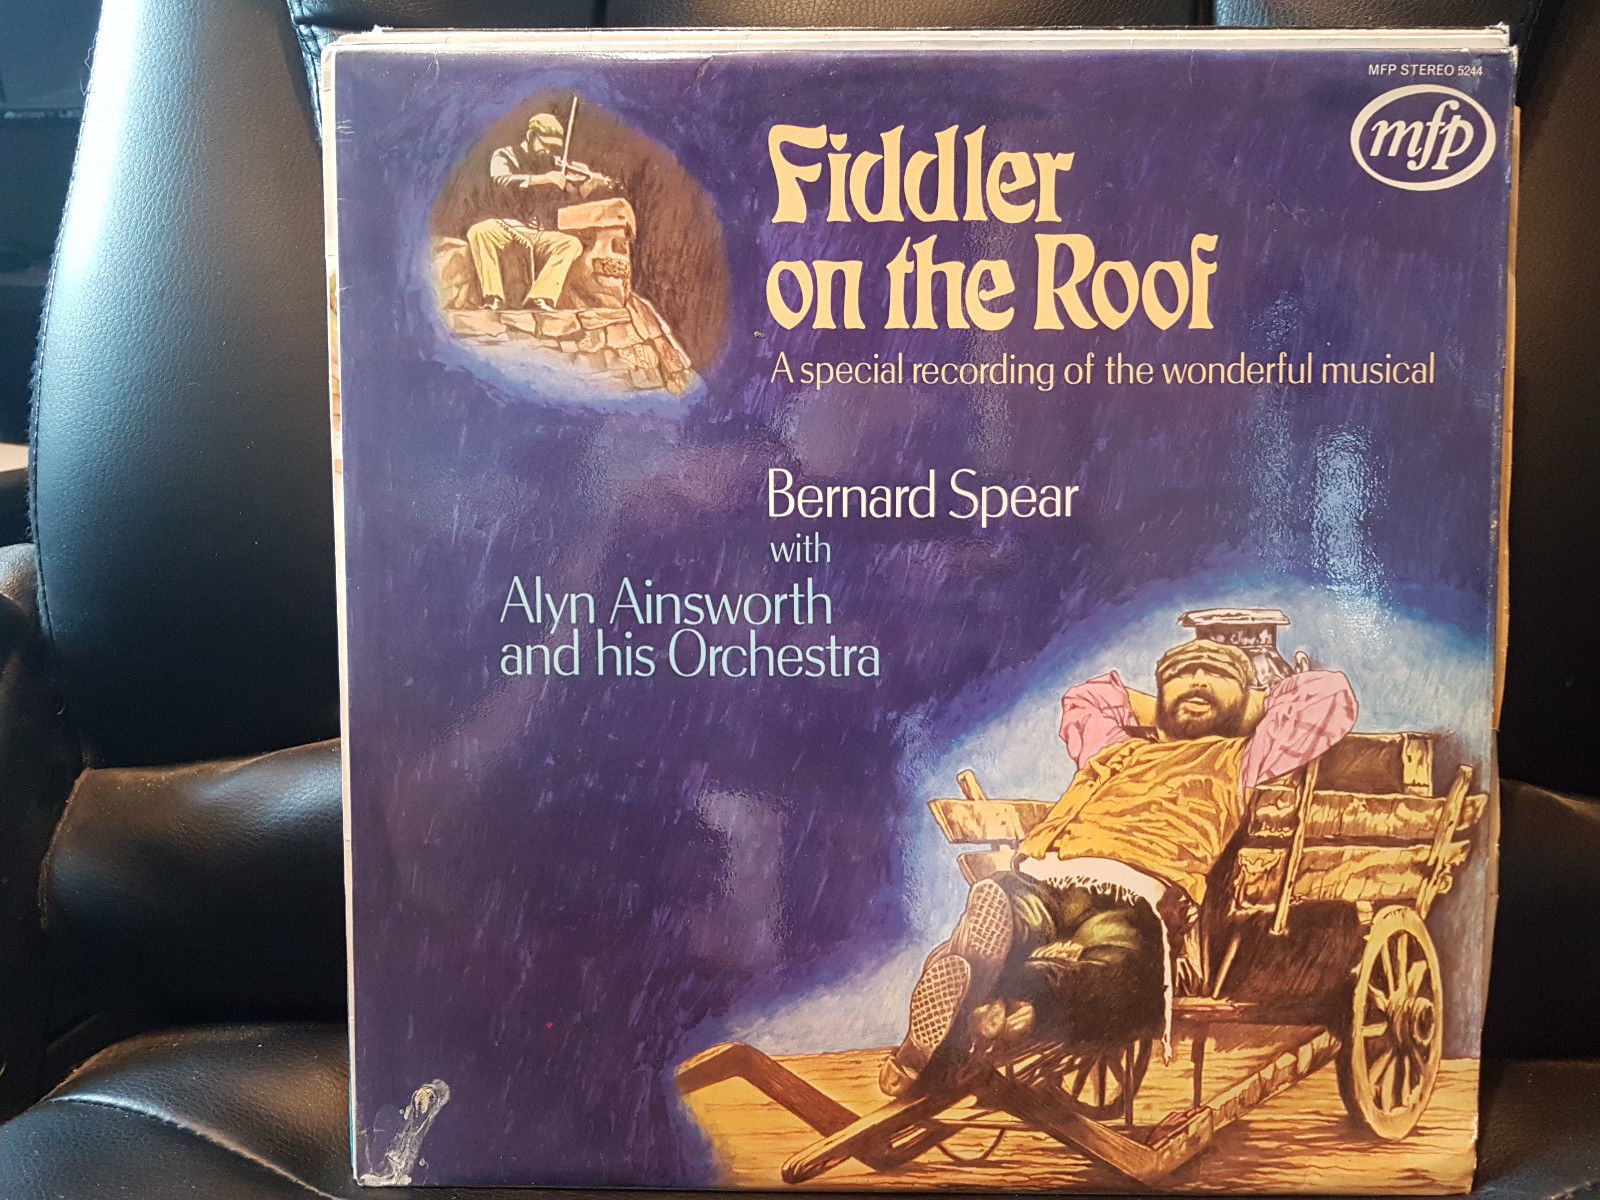 MFP STEREO 5244
mfp
Fiddler
on the Roof
A special recording of the wonderful musical
Bernard Spear
with
Alyn Ainsworth
and his Orchestra